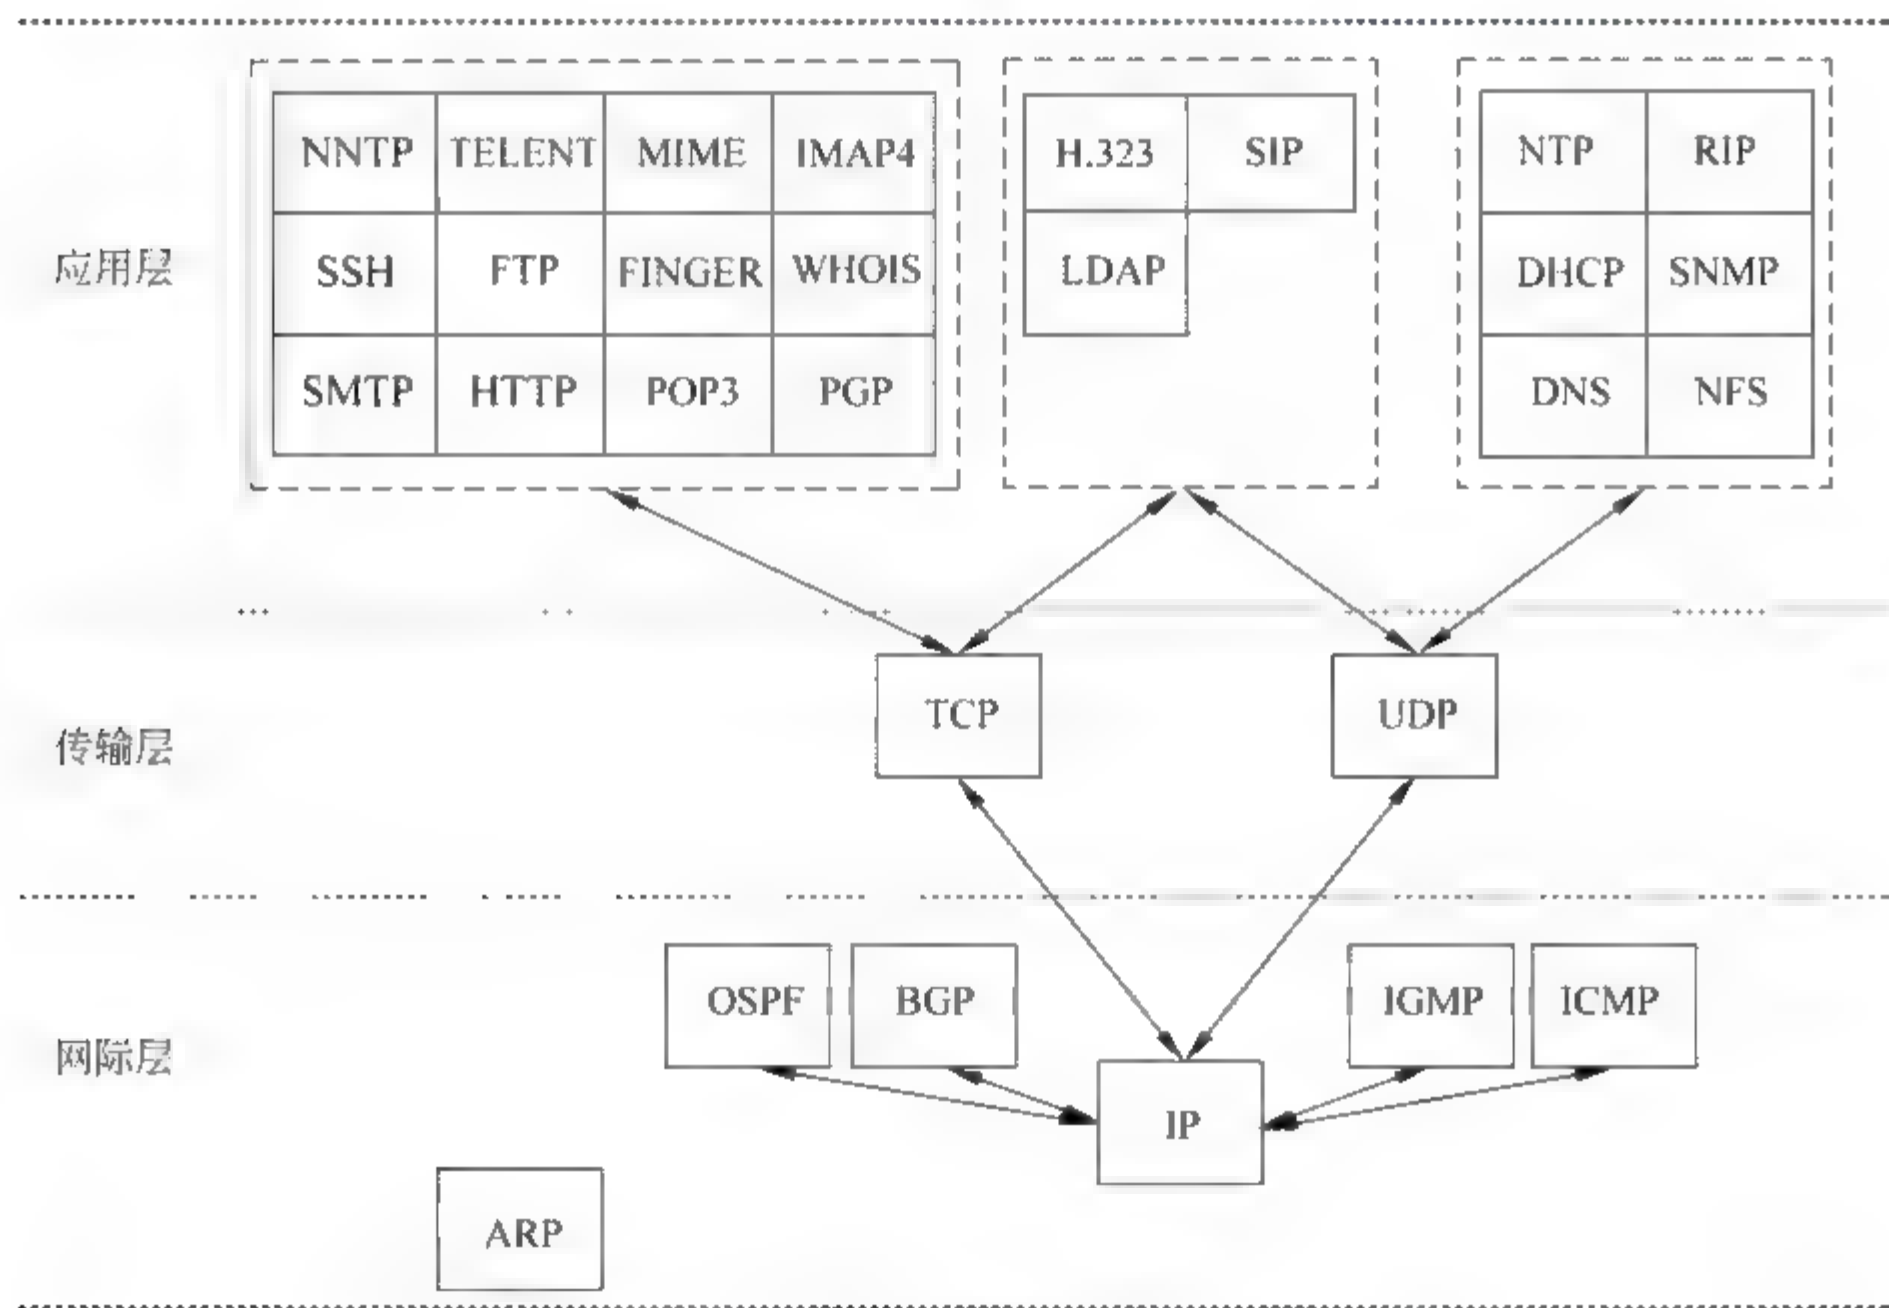 NNTP TELENT MIME IMAP4 H.323 SIP NTP RIP
应用层 SSH FTP FINGER WHOIS LDAP DHCP SNMP
SMTP HTTP POP3 PGP DNS NFS
传输层 TCP UDP
OSPF BGP IGMP ICMP
网际层
IP
ARP